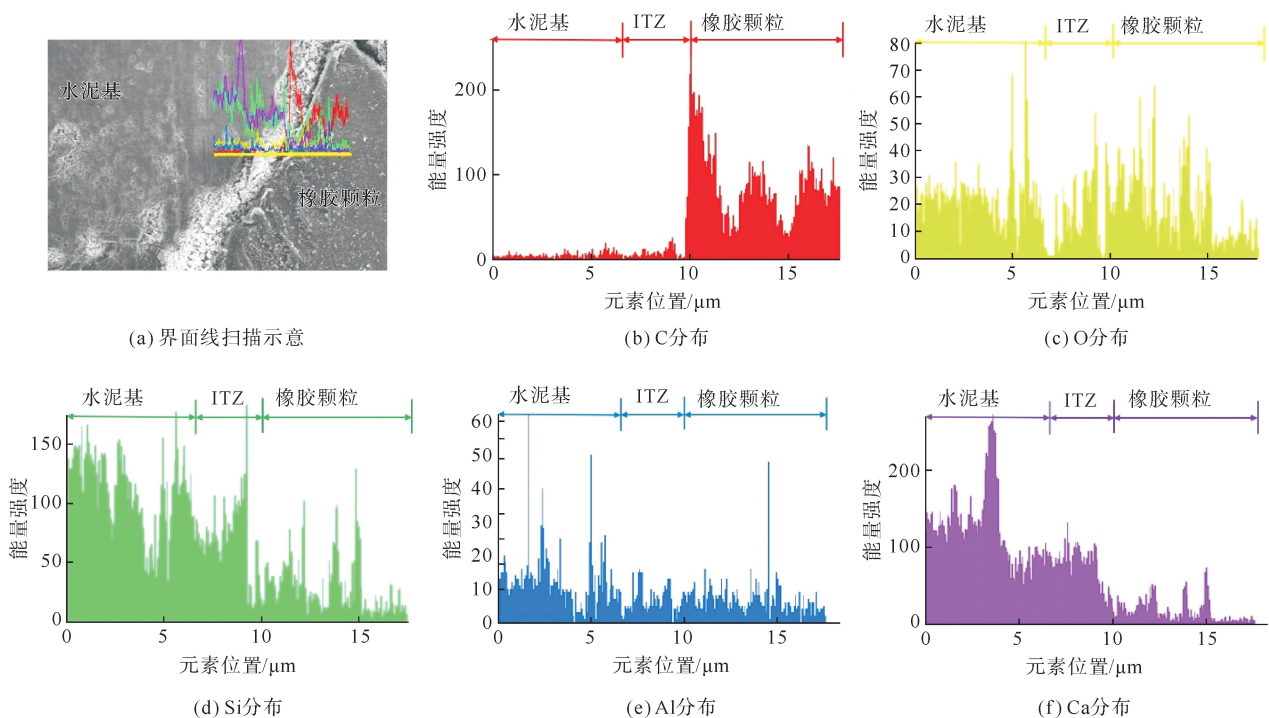 水泥基
橡胶颗粒
(a) 界面线扫描示意
水泥基 ITZ 橡胶颗粒
200
100
0
能量强度
0 5 10 15
元素位置/μm
(b) C分布
水泥基 ITZ 橡胶颗粒
80
70
60
50
40
30
20
10
0
能量强度
0 5 10 15
元素位置/μm
(c) O分布
水泥基 ITZ 橡胶颗粒
150
100
50
0
能量强度
0 5 10 15
元素位置/μm
(d) Si分布
水泥基 ITZ 橡胶颗粒
60
50
40
30
20
10
0
能量强度
0 5 10 15
元素位置/μm
(e) Al分布
水泥基 ITZ 橡胶颗粒
200
100
0
能量强度
0 5 10 15
元素位置/μm
(f) Ca分布